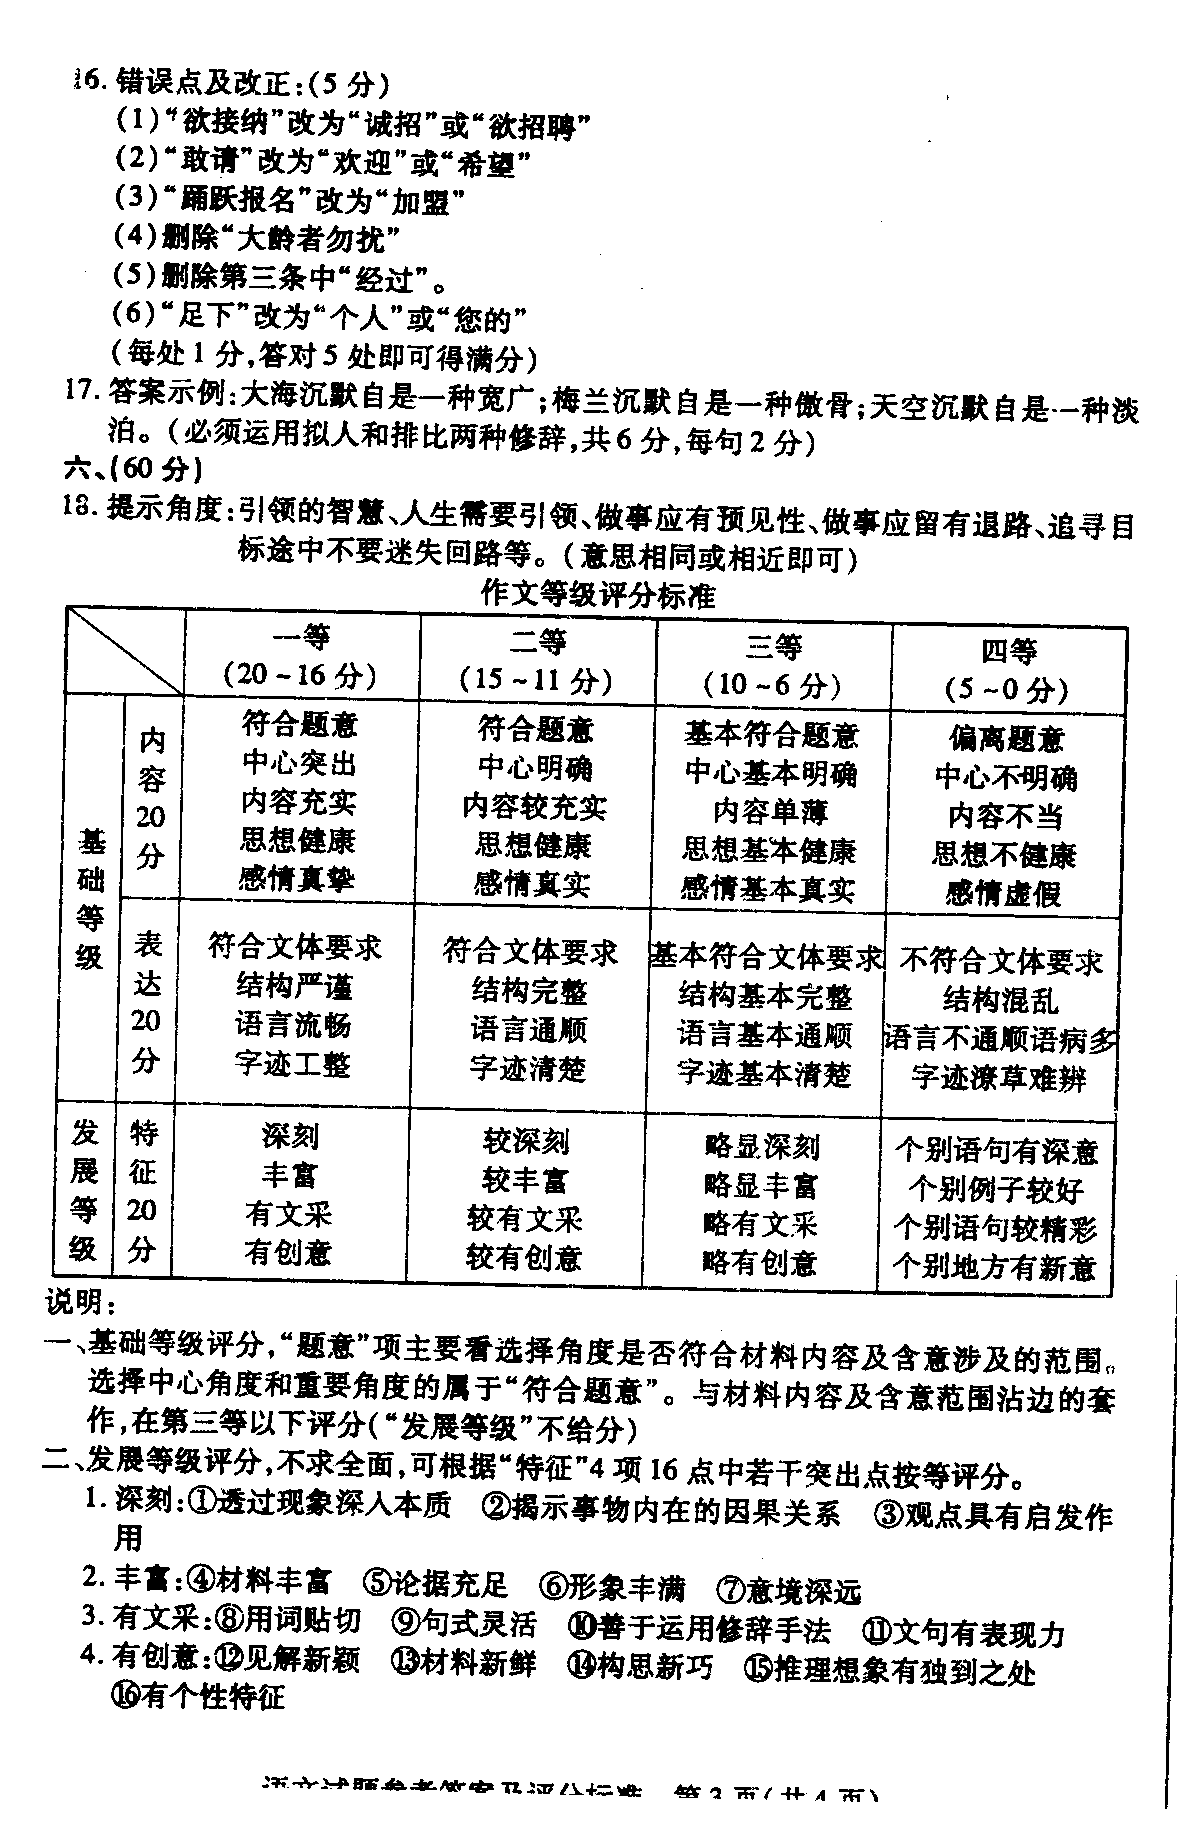 16. 错误点及改正:(5 分)
(1)“欲接纳”改为“诚招”或“欲招聘”
(2)“敢请”改为“欢迎”或“希望”
(3)“踊跃报名”改为“加盟”
(4)删除“大龄者勿扰”
(5)删除第三条中“经过”。
(6)“足下”改为“个人”或“您的”
(每处 1 分,答对 5 处即可得满分)
17. 答案示例:大海沉默自是一种宽广;梅兰沉默自是一种傲骨;天空沉默自是一种淡
泊。(必须运用拟人和排比两种修辞,共 6 分,每句 2 分)
六、(60 分)
18. 提示角度:引领的智慧、人生需要引领、做事应有预见性、做事应留有退路、追寻目
标途中不要迷失回路等。(意思相同或相近即可)
作文等级评分标准
一等 二等 三等 四等
(20~16 分) (15~11 分) (10~6 分) (5~0 分)
基础等级
内容20分
符合题意 符合题意 基本符合题意 偏离题意
中心突出 中心明确 中心基本明确 中心不明确
内容充实 内容较充实 内容单薄 内容不当
思想健康 思想健康 思想基本健康 思想不健康
感情真挚 感情真实 感情基本真实 感情虚假
表达20分
符合文体要求 符合文体要求 基本符合文体要求 不符合文体要求
结构严谨 结构完整 结构基本完整 结构混乱
语言流畅 语言通顺 语言基本通顺 语言不通顺语病多
字迹工整 字迹清楚 字迹基本清楚 字迹潦草难辨
发展等级
特征20分
深刻 较深刻 略显深刻 个别语句有深意
丰富 较丰富 略显丰富 个别例子较好
有文采 较有文采 略有文采 个别语句较精彩
有创意 较有创意 略有创意 个别地方有新意
说明:
一、基础等级评分,“题意”项主要看选择角度是否符合材料内容及含意涉及的范围。
选择中心角度和重要角度的属于“符合题意”。与材料内容及含意范围沾边的套
作,在第三等以下评分(“发展等级”不给分)
二、发展等级评分,不求全面,可根据“特征”4 项 16 点中若干突出点按等评分。
1. 深刻:①透过现象深入本质 ②揭示事物内在的因果关系 ③观点具有启发作
用
2. 丰富:④材料丰富 ⑤论据充足 ⑥形象丰满 ⑦意境深远
3. 有文采:⑧用词贴切 ⑨句式灵活 ⑩善于运用修辞手法 ⑪文句有表现力
4. 有创意:⑫见解新颖 ⑬材料新鲜 ⑭构思新巧 ⑮推理想象有独到之处
⑯有个性特征
语文试题参考答案及评分标准 第 3 页(共 4 页)